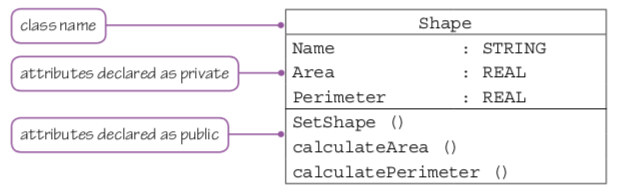 class name
Shape
Name : STRING
attributes declared as private
Area : REAL
Perimeter : REAL
attributes declared as public
SetShape ()
calculateArea ()
calculatePerimeter ()